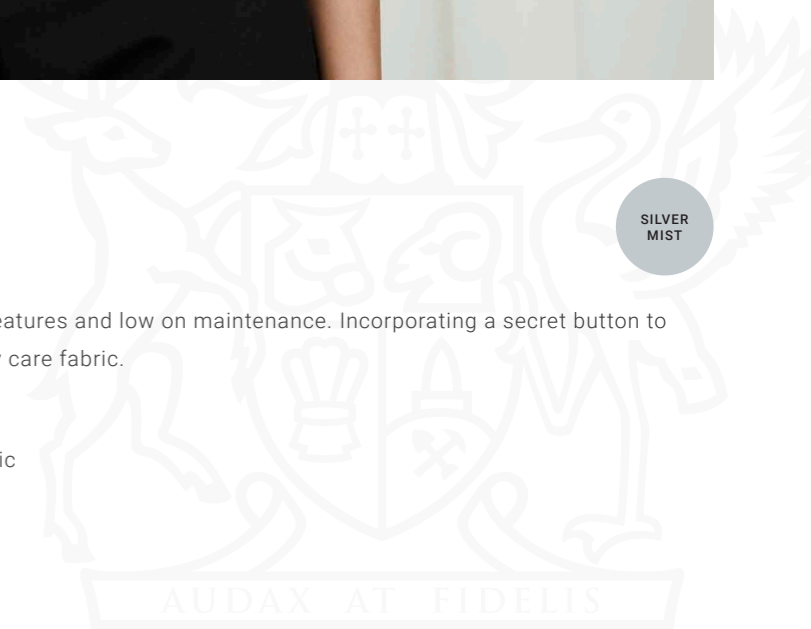 SILVER
MIST
eatures and low on maintenance. Incorporating a secret button to
care fabric.
ic
AUDAX AT FIDELIS